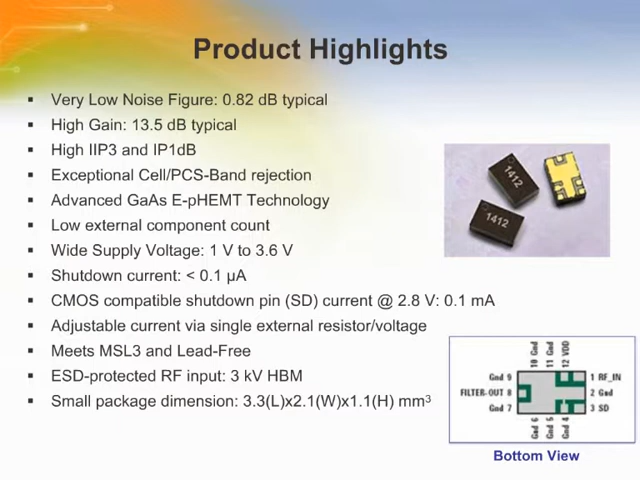 Product Highlights
Very Low Noise Figure: 0.82 dB typical
High Gain: 13.5 dB typical
High IIP3 and IP1dB
Exceptional Cell/PCS-Band rejection
Advanced GaAs E-pHEMT Technology
Low external component count
Wide Supply Voltage: 1 V to 3.6 V
Shutdown current: < 0.1 µA
CMOS compatible shutdown pin (SD) current @ 2.8 V: 0.1 mA
Adjustable current via single external resistor/voltage
Meets MSL3 and Lead-Free
ESD-protected RF input: 3 kV HBM
Small package dimension: 3.3(L)x2.1(W)x1.1(H) mm³
1412
1412
10 Gnd
11 Gnd
12 VDD
Gnd 9
1 RF_IN
FILTER-OUT 8
2 Gnd
Gnd 7
3 SD
Gnd 6
Gnd 5
Gnd 4
Bottom View